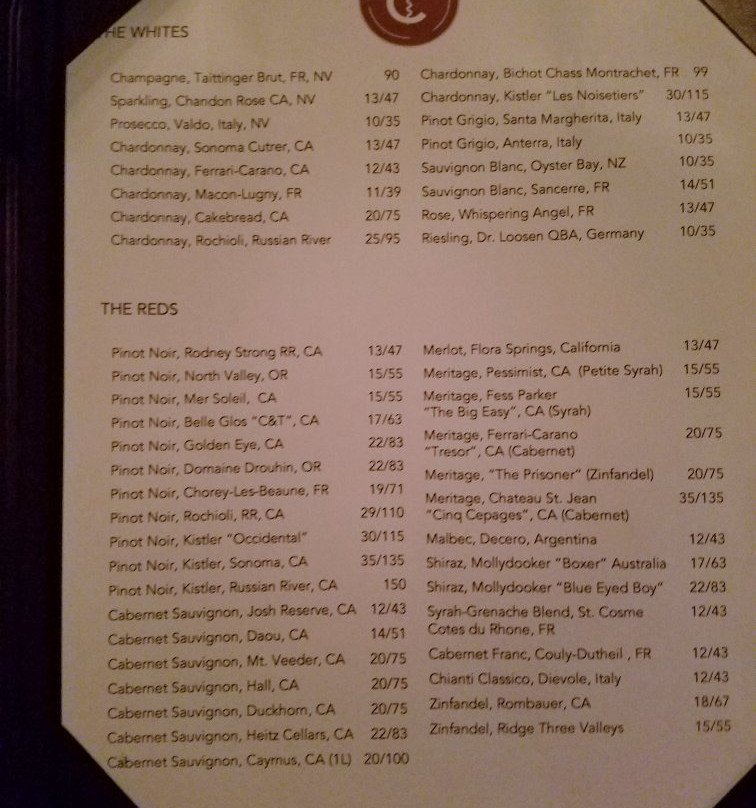 HE WHITES
Champagne, Taittinger Brut, FR, NV 90
Sparkling, Chandon Rose CA, NV 13/47
Prosecco, Valdo, Italy, NV 10/35
Chardonnay, Sonoma Cutrer, CA 13/47
Chardonnay, Ferrari-Carano, CA 12/43
Chardonnay, Macon-Lugny, FR 11/39
Chardonnay, Cakebread, CA 20/75
Chardonnay, Rochioli, Russian River 25/95
Chardonnay, Bichot Chass Montrachet, FR 99
Chardonnay, Kistler "Les Noisetiers" 30/115
Pinot Grigio, Santa Margherita, Italy 13/47
Pinot Grigio, Anterra, Italy 10/35
Sauvignon Blanc, Oyster Bay, NZ 10/35
Sauvignon Blanc, Sancerre, FR 14/51
Rose, Whispering Angel, FR 13/47
Riesling, Dr. Loosen QBA, Germany 10/35
THE REDS
Pinot Noir, Rodney Strong RR, CA 13/47
Pinot Noir, North Valley, OR 15/55
Pinot Noir, Mer Soleil, CA 15/55
Pinot Noir, Belle Glos "C&T", CA 17/63
Pinot Noir, Golden Eye, CA 22/83
Pinot Noir, Domaine Drouhin, OR 22/83
Pinot Noir, Chorey-Les-Beaune, FR 19/71
Pinot Noir, Rochioli, RR, CA 29/110
Pinot Noir, Kistler "Occidental" 30/115
Pinot Noir, Kistler, Sonoma, CA 35/135
Pinot Noir, Kistler, Russian River, CA 150
Cabernet Sauvignon, Josh Reserve, CA 12/43
Cabernet Sauvignon, Daou, CA 14/51
Cabernet Sauvignon, Mt. Veeder, CA 20/75
Cabernet Sauvignon, Hall, CA 20/75
Cabernet Sauvignon, Duckhorn, CA 20/75
Cabernet Sauvignon, Heitz Cellars, CA 22/83
Cabernet Sauvignon, Caymus, CA (1L) 20/100
Merlot, Flora Springs, California 13/47
Meritage, Pessimist, CA (Petite Syrah) 15/55
Meritage, Fess Parker 15/55
"The Big Easy", CA (Syrah)
Meritage, Ferrari-Carano 20/75
"Tresor", CA (Cabernet)
Meritage, "The Prisoner" (Zinfandel) 20/75
Meritage, Chateau St. Jean 35/135
"Cinq Cepages", CA (Cabernet)
Malbec, Decero, Argentina 12/43
Shiraz, Mollydooker "Boxer" Australia 17/63
Shiraz, Mollydooker "Blue Eyed Boy" 22/83
Syrah-Grenache Blend, St. Cosme 12/43
Cotes du Rhone, FR
Cabernet Franc, Couly-Dutheil , FR 12/43
Chianti Classico, Dievole, Italy 12/43
Zinfandel, Rombauer, CA 18/67
Zinfandel, Ridge Three Valleys 15/55